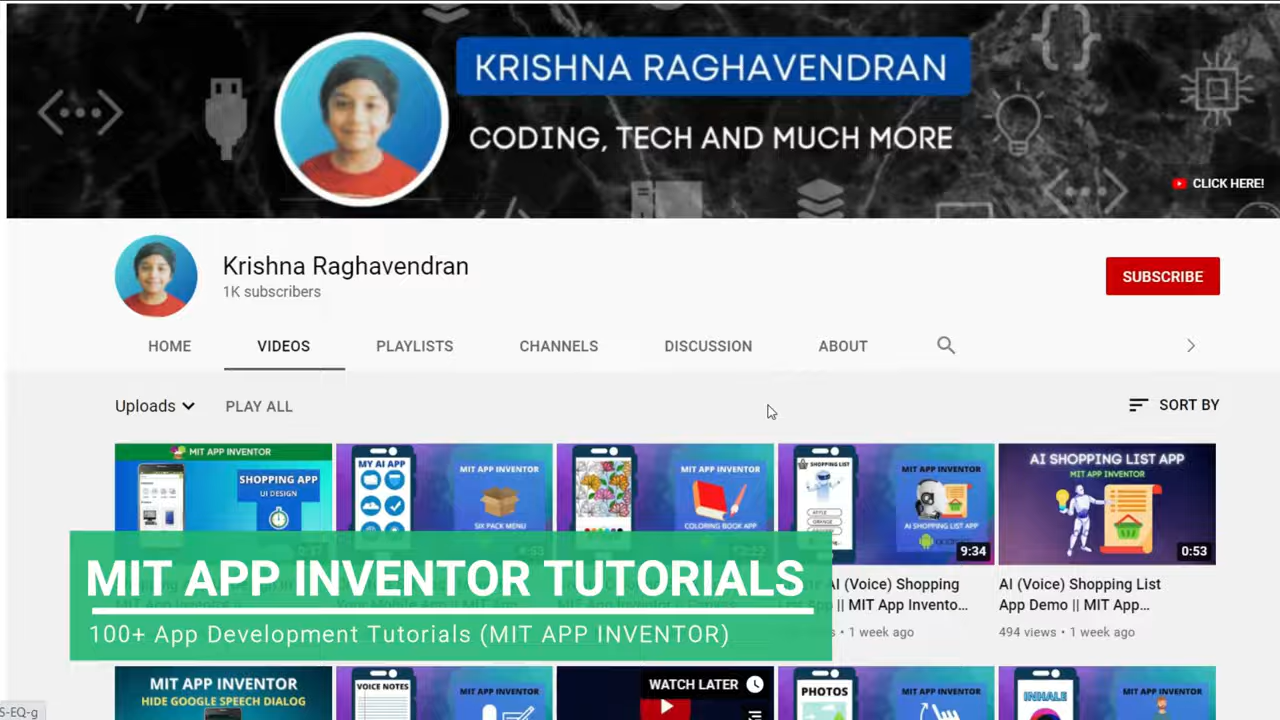 KRISHNA RAGHAVENDRAN
CODING, TECH AND MUCH MORE
CLICK HERE!
Krishna Raghavendran
1K subscribers
SUBSCRIBE
HOME VIDEOS PLAYLISTS CHANNELS DISCUSSION ABOUT
Uploads PLAY ALL
SORT BY
MIT APP INVENTOR
SHOPPING APP
UI DESIGN
MY AI APP
MIT APP INVENTOR
SIX PACK MENU
MIT APP INVENTOR
COLORING BOOK APP
SHOPPING LIST
MIT APP INVENTOR
AI SHOPPING LIST APP
9:34
AI SHOPPING LIST APP
MIT APP INVENTOR
0:53
MIT APP INVENTOR TUTORIALS
100+ App Development Tutorials (MIT APP INVENTOR)
AI (Voice) Shopping
App || MIT App Invento...
• 1 week ago
AI (Voice) Shopping List
App Demo || MIT App...
494 views • 1 week ago
MIT APP INVENTOR
HIDE GOOGLE SPEECH DIALOG
VOICE NOTES
MIT APP INVENTOR
WATCH LATER
PHOTOS
MIT APP INVENTOR
INHALE
MIT APP INVENTOR
S-EQ-g